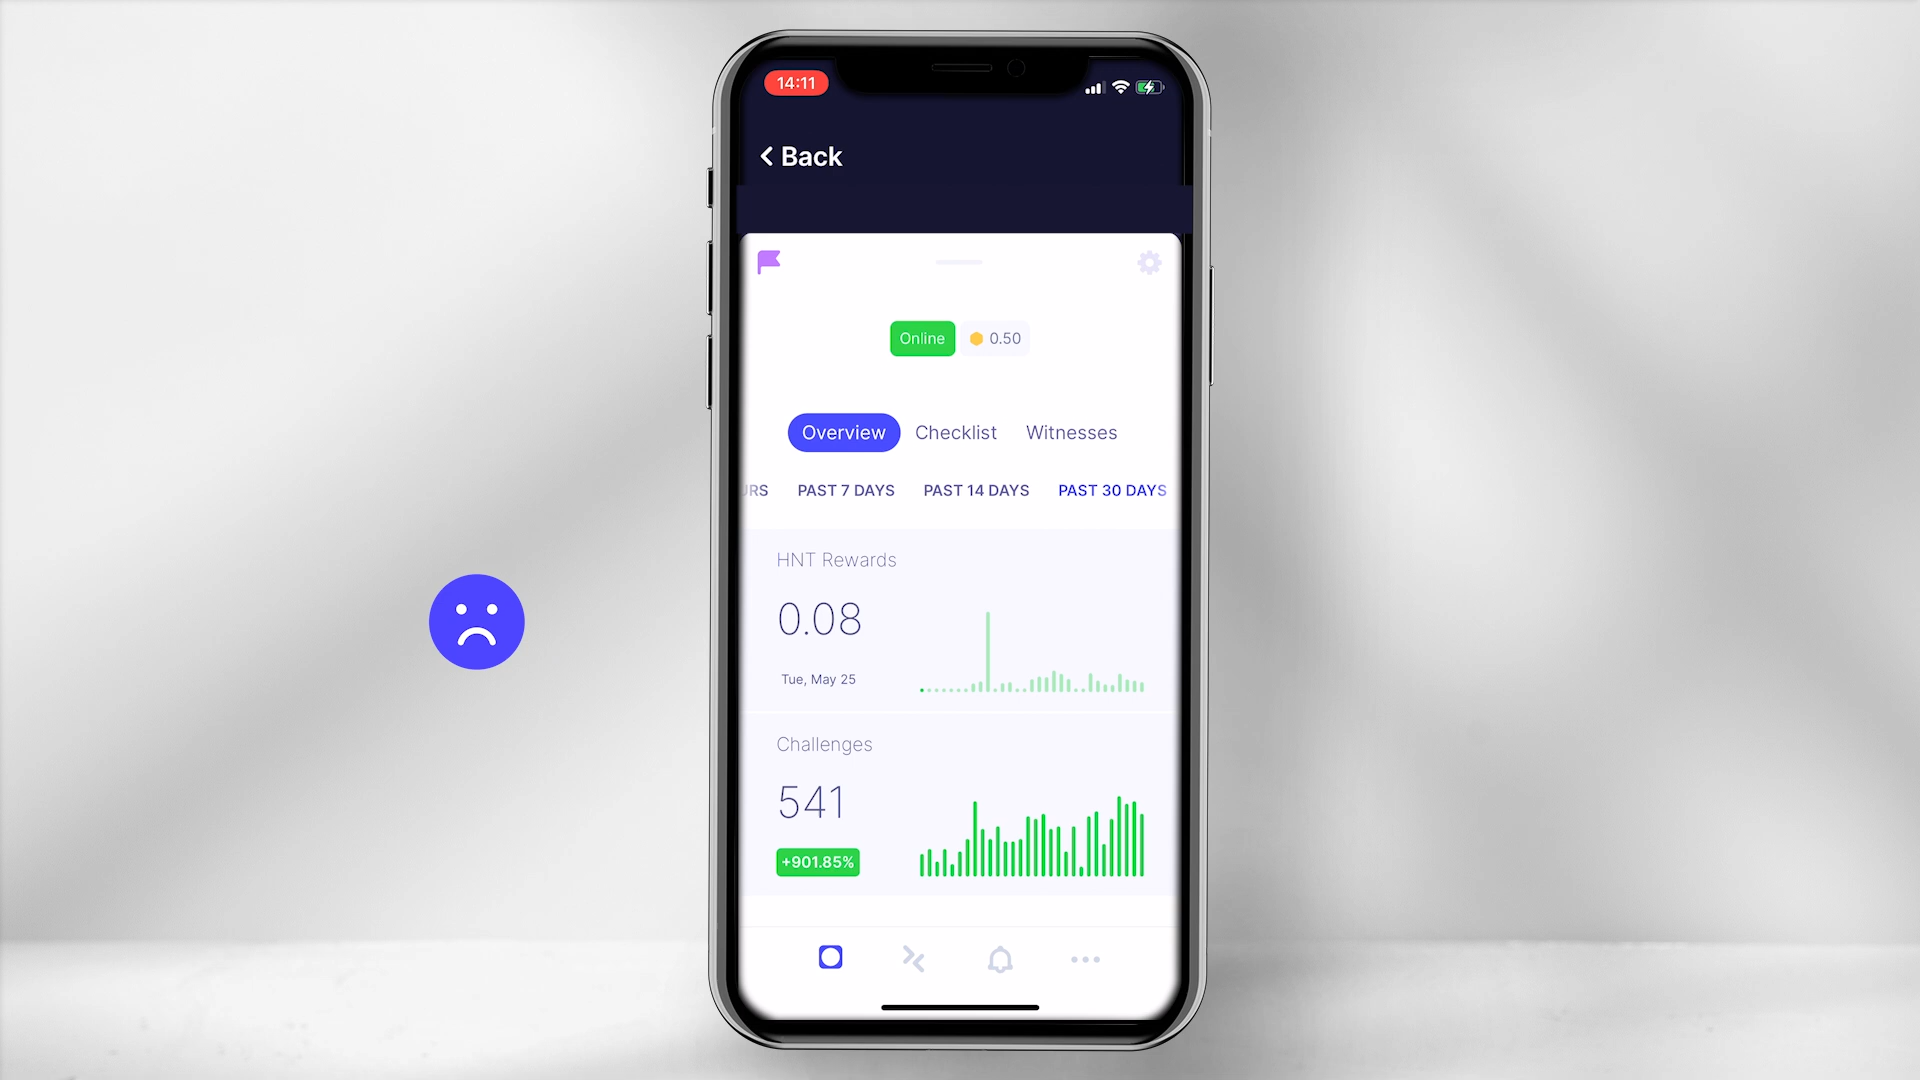 14:11
Back
Online 0.50
Overview Checklist Witnesses
URS PAST 7 DAYS PAST 14 DAYS PAST 30 DAYS
HNT Rewards
0.08
Tue, May 25
Challenges
541
+901.85%